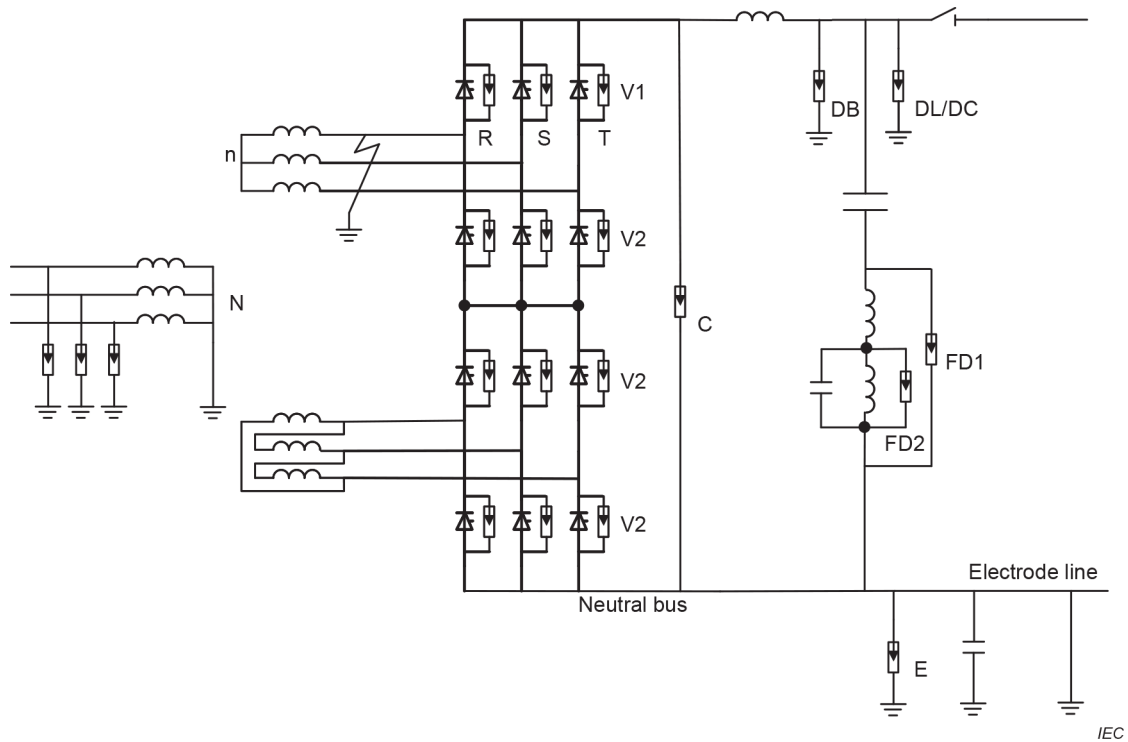 DB
DL/DC
V1
R
S
T
n
V2
N
C
V2
FD1
FD2
V2
Electrode line
Neutral bus
E
IEC